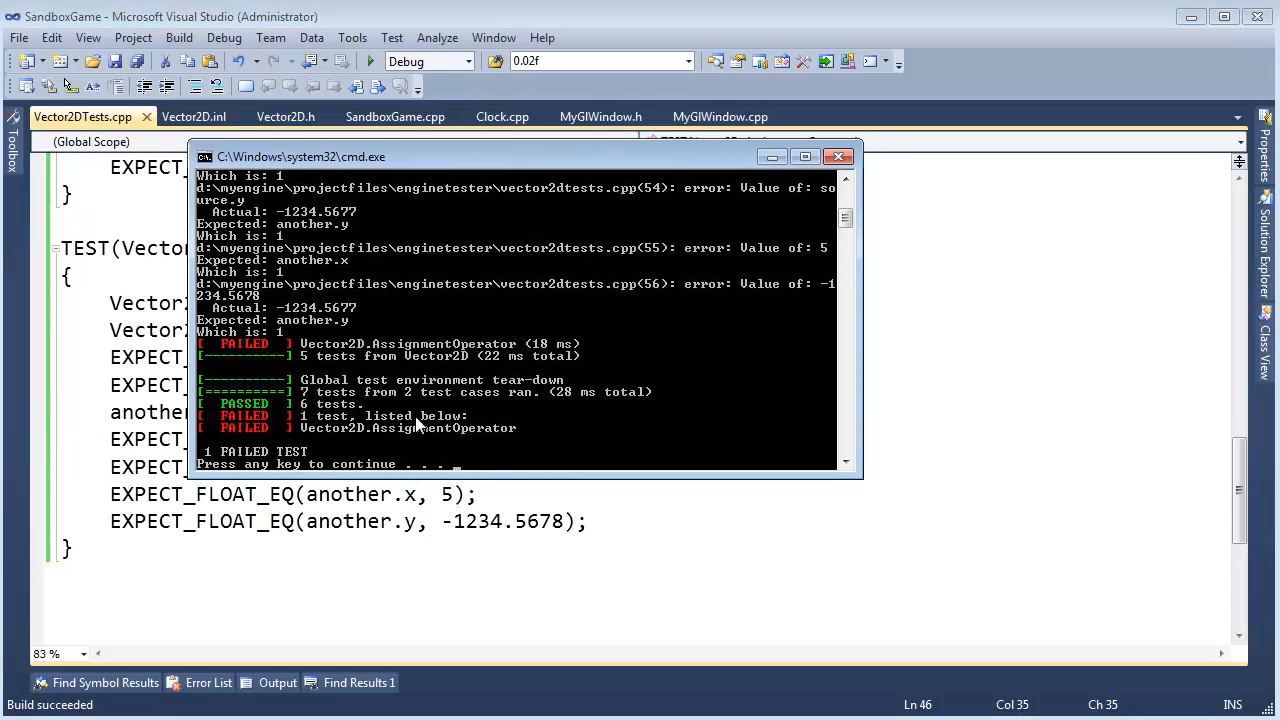 SandboxGame - Microsoft Visual Studio (Administrator)
File Edit View Project Build Debug Team Data Tools Test Analyze Window Help
Debug 0.02f
Vector2DTests.cpp Vector2D.inl Vector2D.h SandboxGame.cpp Clock.cpp MyGlWindow.h MyGlWindow.cpp
(Global Scope)
Toolbox
Properties
Solution Explorer
Class View
EXPECT
}
TEST(Vecto
{
Vector2
Vector2
EXPECT_
EXPECT_
anothe
EXPECT_
EXPECT_
EXPECT_FLOAT_EQ(another.x, 5);
EXPECT_FLOAT_EQ(another.y, -1234.5678);
}
C:\Windows\system32\cmd.exe
Which is: 1
d:\myengine\projectfiles\enginetester\vector2dtests.cpp(54): error: Value of: so
urce.y
Actual: -1234.5677
Expected: another.y
Which is: 1
d:\myengine\projectfiles\enginetester\vector2dtests.cpp(55): error: Value of: 5
Expected: another.x
Which is: 1
d:\myengine\projectfiles\enginetester\vector2dtests.cpp(56): error: Value of: -1
234.5678
Actual: -1234.5677
Expected: another.y
Which is: 1
[ FAILED ] Vector2D.AssignmentOperator (18 ms)
[----------] 5 tests from Vector2D (22 ms total)
[----------] Global test environment tear-down
[==========] 7 tests from 2 test cases ran. (28 ms total)
[ PASSED ] 6 tests.
[ FAILED ] 1 test, listed below:
[ FAILED ] Vector2D.AssignmentOperator
1 FAILED TEST
Press any key to continue . . . _
83 %
Find Symbol Results Error List Output Find Results 1
Build succeeded Ln 46 Col 35 Ch 35 INS